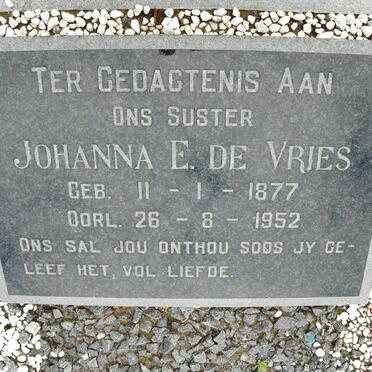 TER GEDAGTENIS AAN
ONS SUSTER
JOHANNA E. DE VRIES
GEB. 11 - 1 - 1877
OORL. 26 - 8 - 1952
ONS SAL JOU ONTHOU SOOS JY GE-
LEEF HET, VOL LIEFDE.